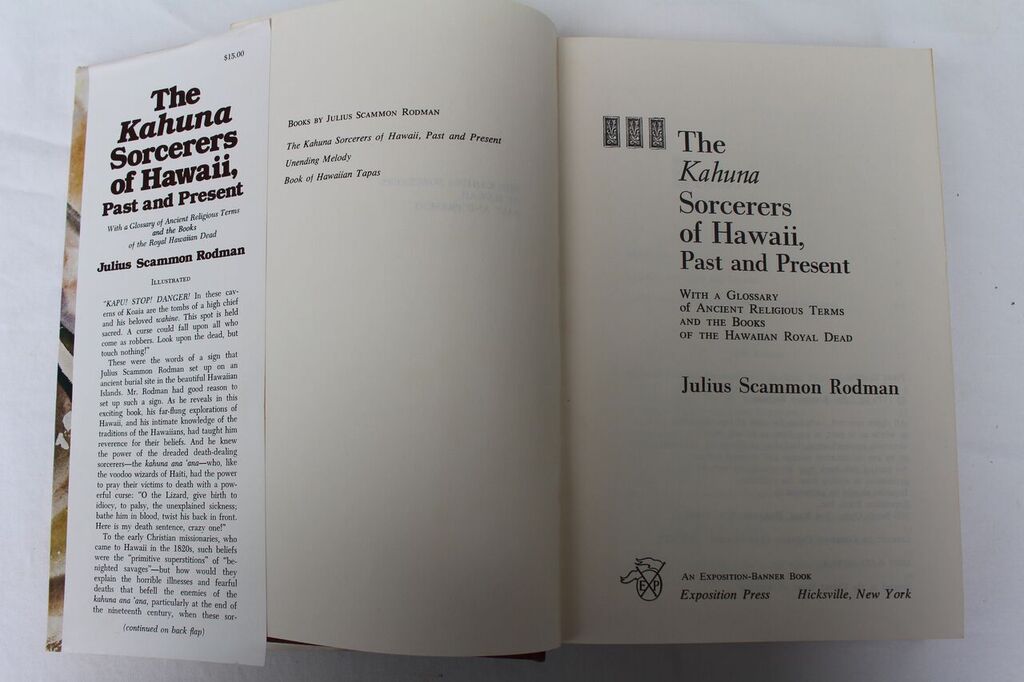 $15.00
The
Kahuna
Sorcerers
of Hawaii,
Past and Present
With a Glossary of Ancient Religious Terms
and the Books
of the Royal Hawaiian Dead
Julius Scammon Rodman
ILLUSTRATED
"KAPU! STOP! DANGER! In these cav-
erns of Koaia are the tombs of a high chief
and his beloved wahine. This spot is held
sacred. A curse could fall upon all who
come as robbers. Look upon the dead, but
touch nothing!"
These were the words of a sign that
Julius Scammon Rodman set up on an
ancient burial site in the beautiful Hawaiian
Islands. Mr. Rodman had good reason to
set up such a sign. As he reveals in this
exciting book, his far-flung explorations of
Hawaii, and his intimate knowledge of the
traditions of the Hawaiians, had taught him
reverence for their beliefs. And he knew
the power of the dreaded death-dealing
sorcerers—the kahuna ana 'ana—who, like
the voodoo wizards of Haiti, had the power
to pray their victims to death with a pow-
erful curse: "O the Lizard, give birth to
idiocy, to palsy, the unexplained sickness;
bathe him in blood, twist his back in front.
Here is my death sentence, crazy one!"
To the early Christian missionaries, who
came to Hawaii in the 1820s, such beliefs
were the "primitive superstitions" of "be-
nighted savages"—but how would they
explain the horrible illnesses and fearful
deaths that befell the enemies of the
kahuna ana 'ana, particularly at the end of
the nineteenth century, when these sor-
(continued on back flap)
BOOKS BY JULIUS SCAMMON RODMAN
The Kahuna Sorcerers of Hawaii, Past and Present
Unending Melody
Book of Hawaiian Tapas
The
Kahuna
Sorcerers
of Hawaii,
Past and Present
WITH A GLOSSARY
OF ANCIENT RELIGIOUS TERMS
AND THE BOOKS
OF THE HAWAIIAN ROYAL DEAD
Julius Scammon Rodman
EXP
AN EXPOSITION-BANNER BOOK
Exposition Press Hicksville, New York